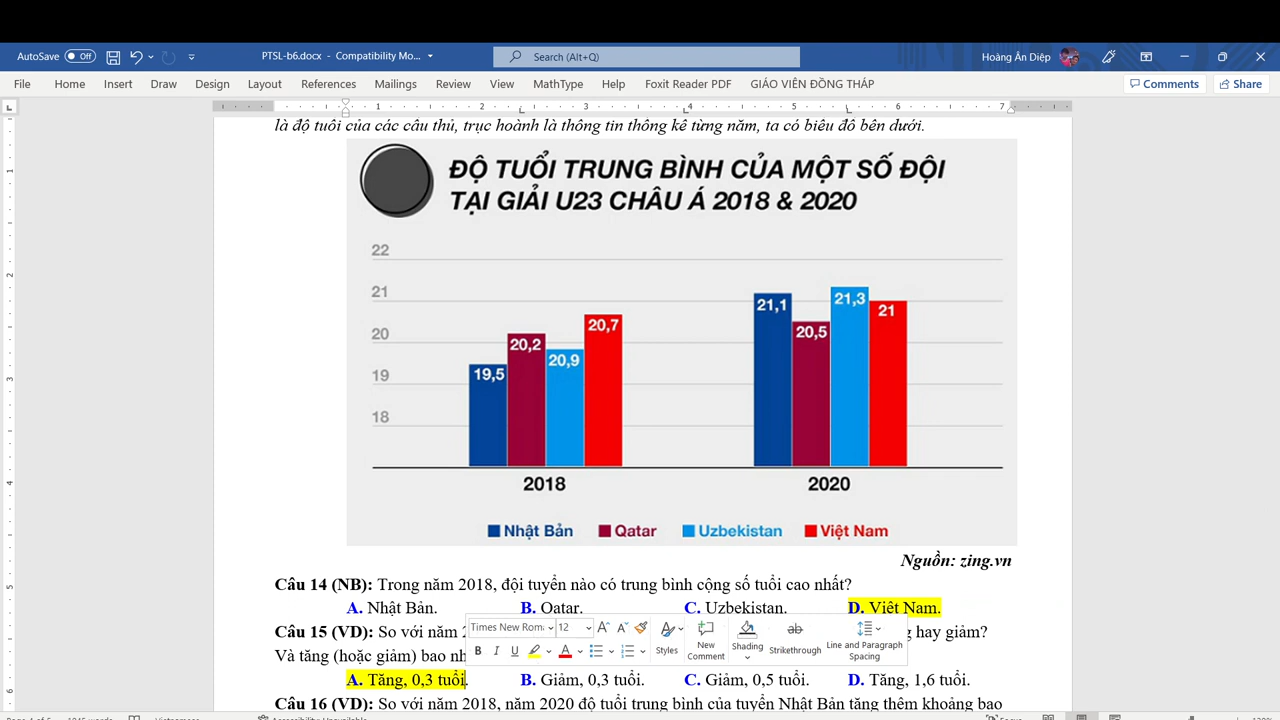 AutoSave Off PTSL-b6.docx - Compatibility Mo... Search (Alt+Q) Hoàng Ân Diệp
File Home Insert Draw Design Layout References Mailings Review View MathType Help Foxit Reader PDF GIÁO VIÊN ĐỒNG THÁP Comments Share
1 2 3 4 5 6 7
là độ tuổi của các cầu thủ, trục hoành là thông tin thống kê từng năm, ta có biểu đồ bên dưới.
ĐỘ TUỔI TRUNG BÌNH CỦA MỘT SỐ ĐỘI
TẠI GIẢI U23 CHÂU Á 2018 & 2020
22
21
20
19
18
19,5 20,2 20,9 20,7 21,1 20,5 21,3 21
2018 2020
Nhật Bản Qatar Uzbekistan Việt Nam
Nguồn: zing.vn
Câu 14 (NB): Trong năm 2018, đội tuyển nào có trung bình cộng số tuổi cao nhất?
A. Nhật Bản. B. Qatar. C. Uzbekistan. D. Việt Nam.
Câu 15 (VD): So với năm hay giảm?
Và tăng (hoặc giảm) bao
Times New Rom 12
Styles New Comment Shading Strikethrough Line and Paragraph Spacing
A. Tăng, 0,3 tuổi. B. Giảm, 0,3 tuổi. C. Giảm, 0,5 tuổi. D. Tăng, 1,6 tuổi.
Câu 16 (VD): So với năm 2018, năm 2020 độ tuổi trung bình của tuyển Nhật Bản tăng thêm khoảng bao